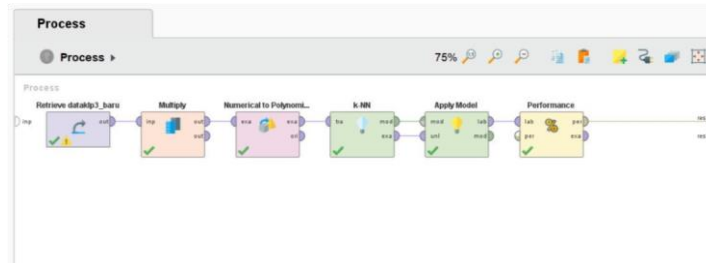 Process
Process
75%
Process
Retrieve dataklp3_baru Multiply Numerical to Polynomi... k-NN Apply Model Performance
inp out inp out exa exa tra mod mod lab lab per res
out ori exa unl mod per exa res